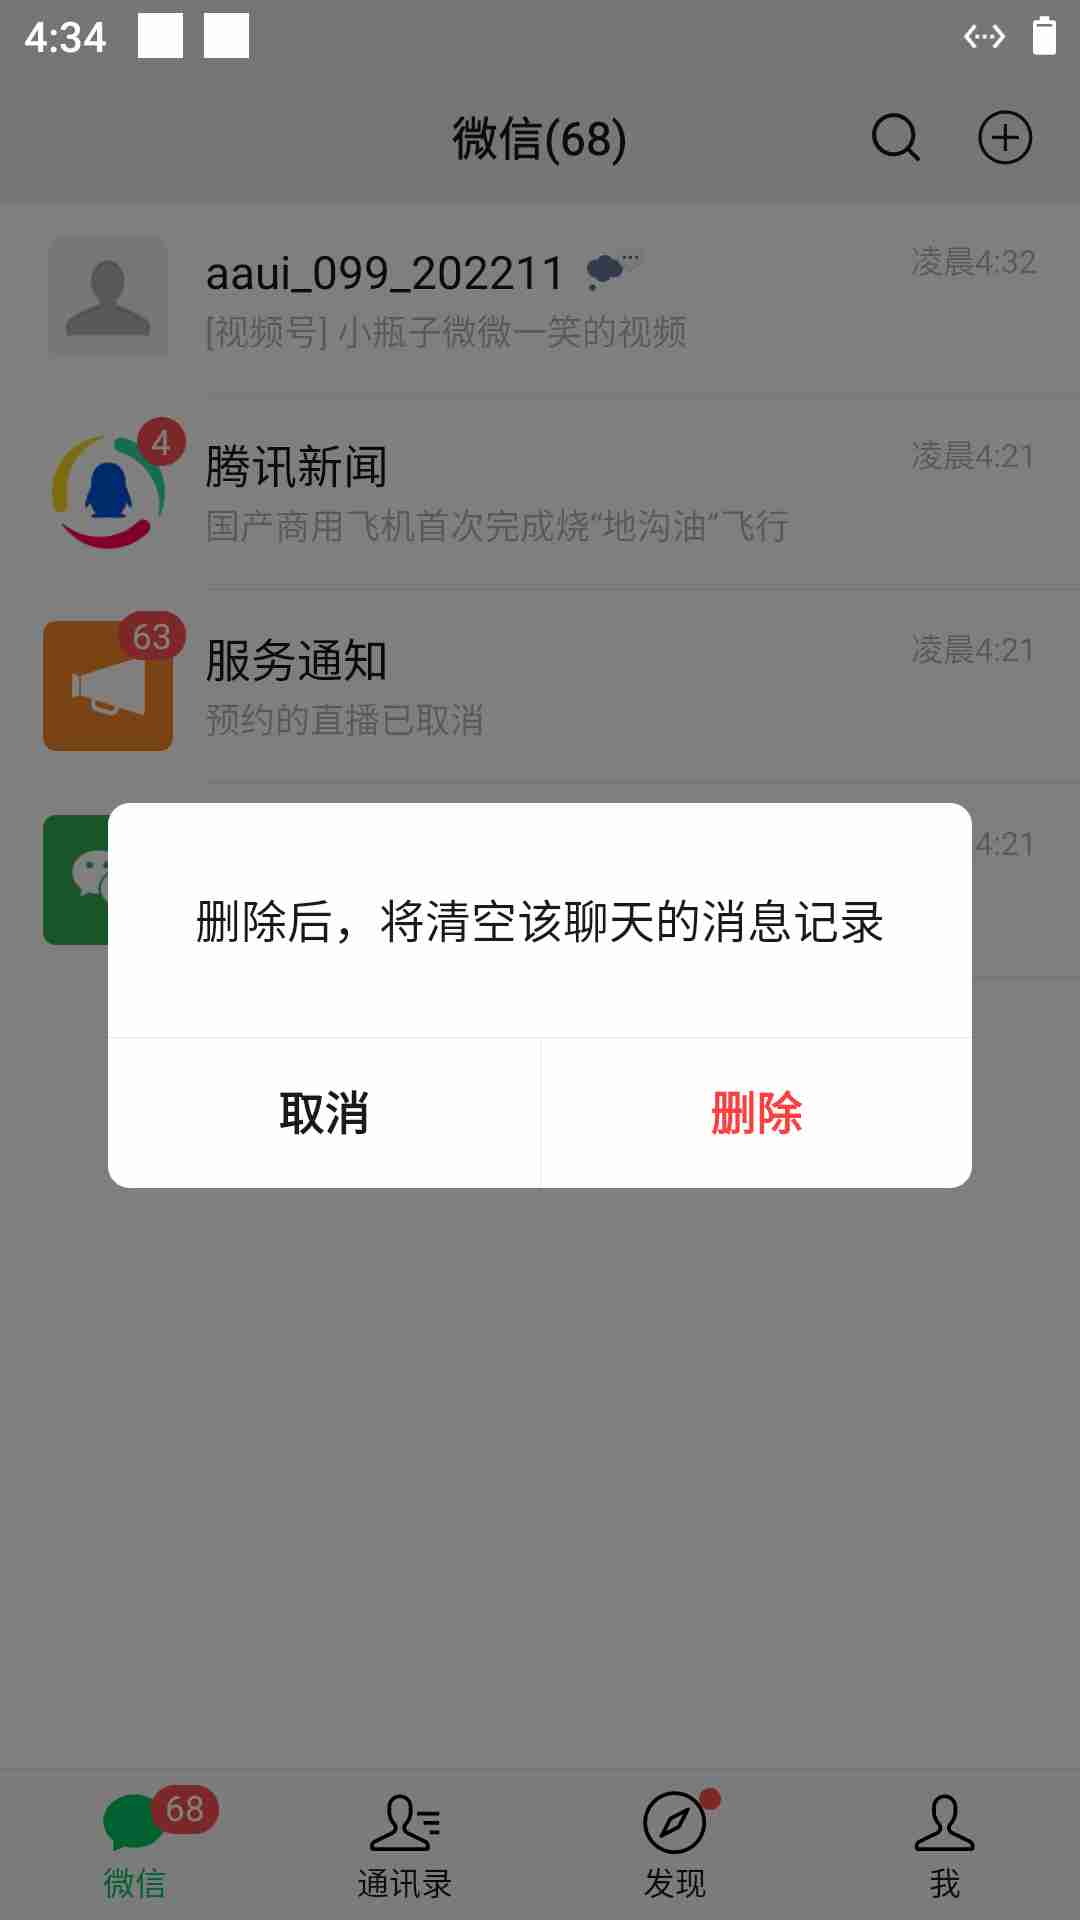 4:34
微信(68)
aaui_099_202211
凌晨4:32
[视频号] 小瓶子微微一笑的视频
4
腾讯新闻
凌晨4:21
国产商用飞机首次完成烧“地沟油”飞行
63
服务通知
凌晨4:21
预约的直播已取消
4:21
删除后，将清空该聊天的消息记录
取消
删除
68
微信
通讯录
发现
我